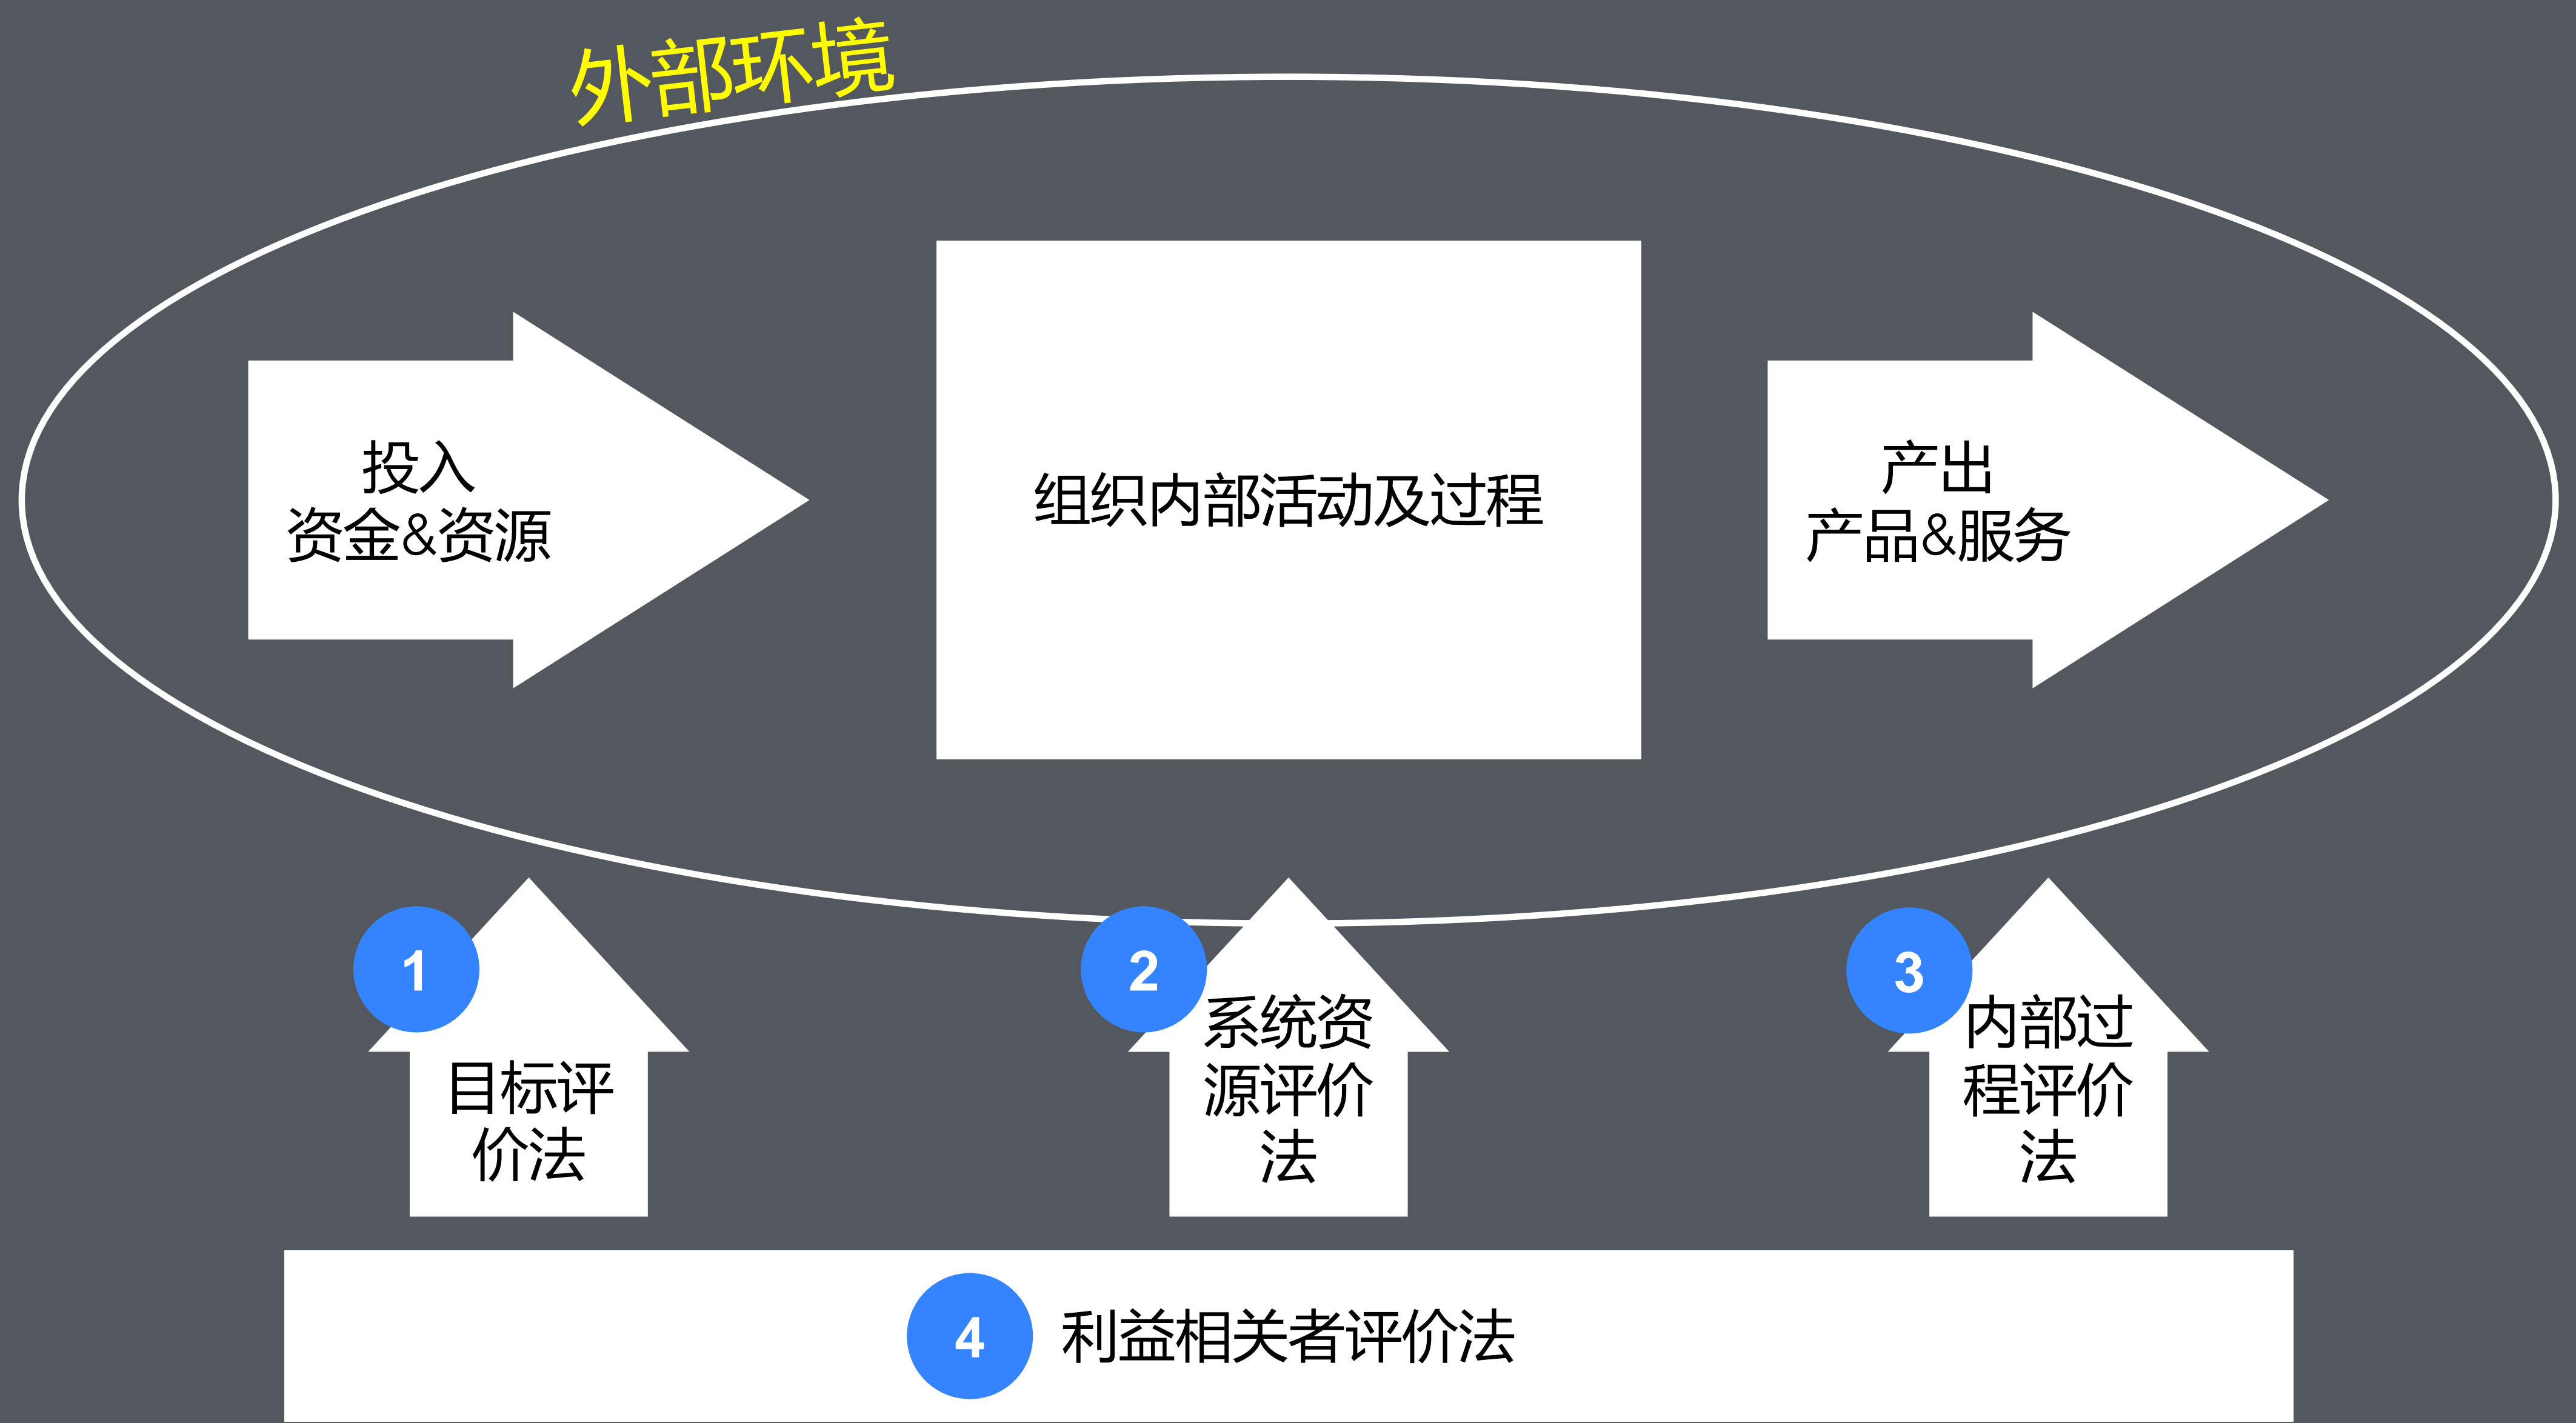 外部环境
投入
资金&资源
组织内部活动及过程
产出
产品&服务
1
目标评
价法
2
系统资
源评价
法
3
内部过
程评价
法
4
利益相关者评价法